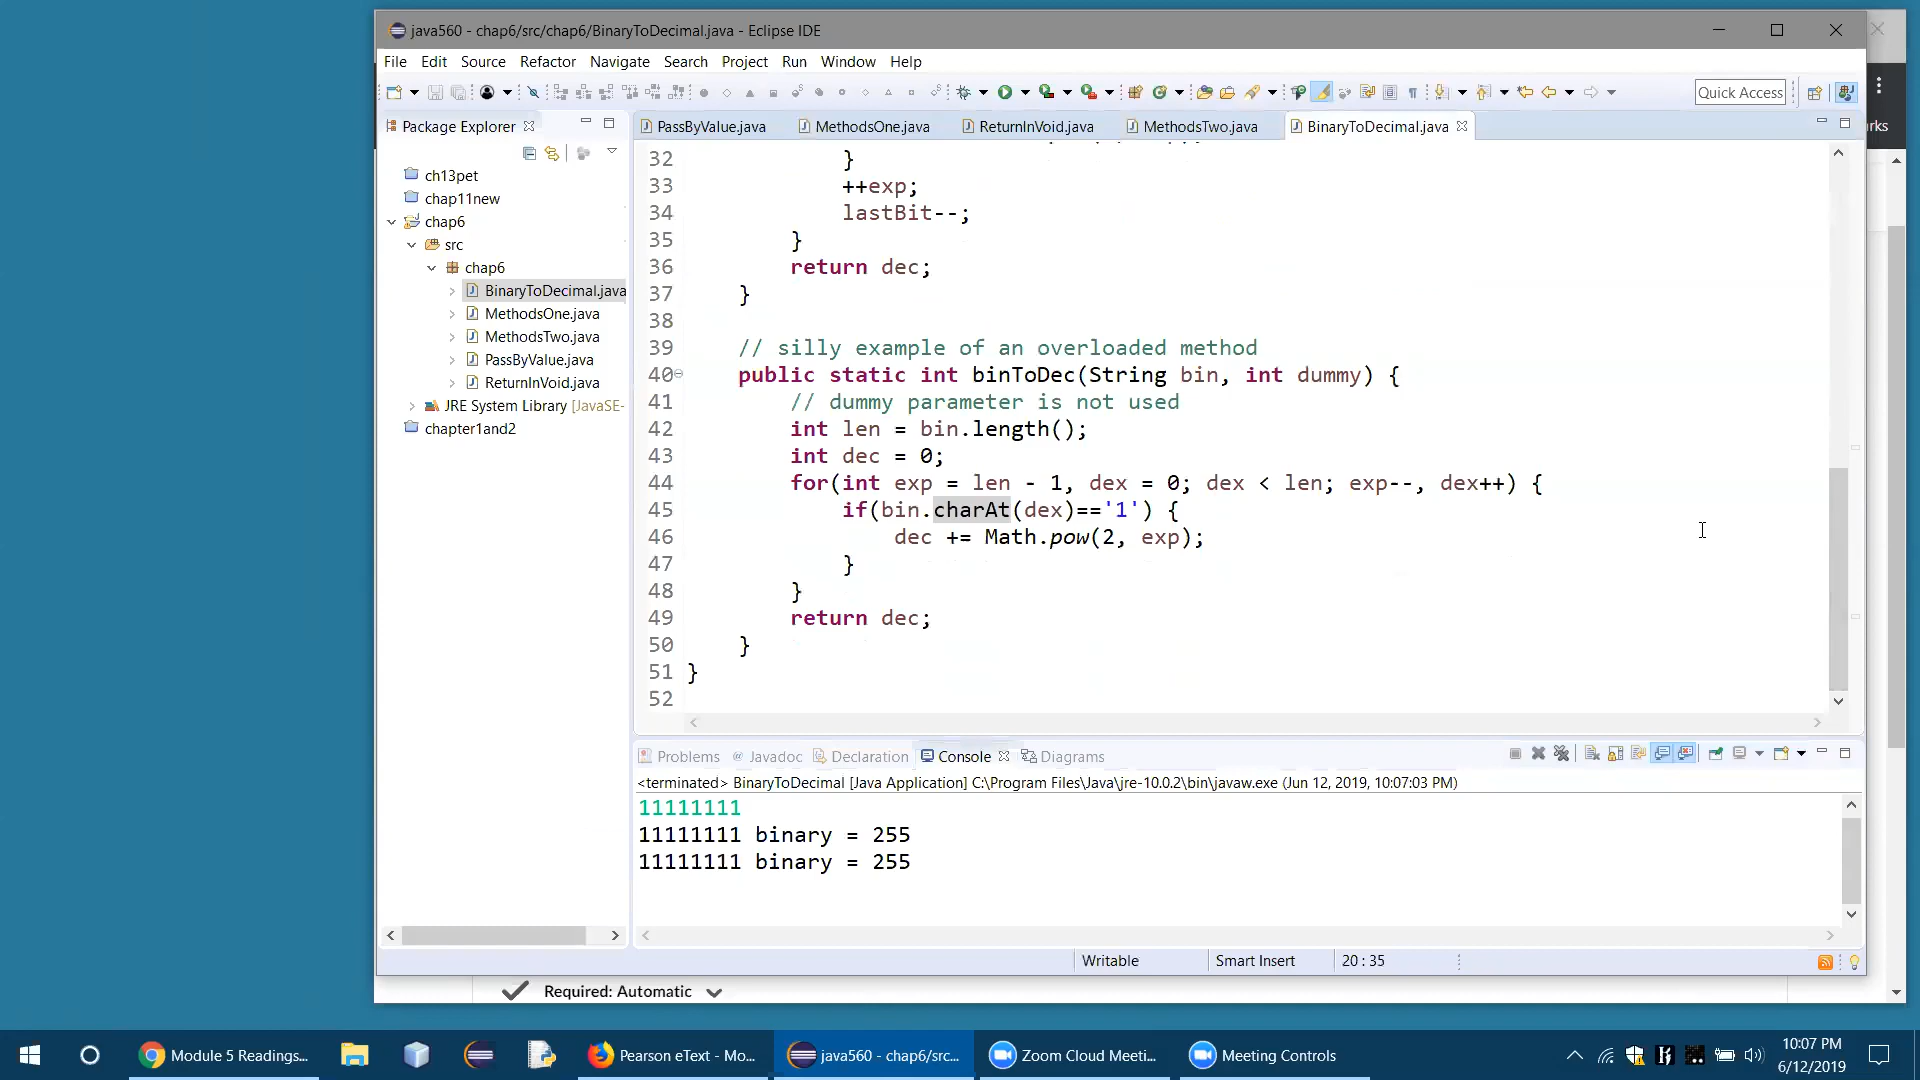 java560 - chap6/src/chap6/BinaryToDecimal.java - Eclipse IDE
File Edit Source Refactor Navigate Search Project Run Window Help
Quick Access
Package Explorer
PassByValue.java MethodsOne.java ReturnInVoid.java MethodsTwo.java BinaryToDecimal.java
rks
ch13pet
chap11new
chap6
src
chap6
BinaryToDecimal.java
MethodsOne.java
MethodsTwo.java
PassByValue.java
ReturnInVoid.java
JRE System Library [JavaSE-
chapter1and2
32 }
33 ++exp;
34 lastBit--;
35 }
36 return dec;
37 }
38
39 // silly example of an overloaded method
40 public static int binToDec(String bin, int dummy) {
41 // dummy parameter is not used
42 int len = bin.length();
43 int dec = 0;
44 for(int exp = len - 1, dex = 0; dex < len; exp--, dex++) {
45 if(bin.charAt(dex)=='1') {
46 dec += Math.pow(2, exp);
47 }
48 }
49 return dec;
50 }
51 }
52
Problems Javadoc Declaration Console Diagrams
<terminated> BinaryToDecimal [Java Application] C:\Program Files\Java\jre-10.0.2\bin\javaw.exe (Jun 12, 2019, 10:07:03 PM)
11111111
11111111 binary = 255
11111111 binary = 255
Writable Smart Insert 20 : 35
Required: Automatic
Module 5 Readings... Pearson eText - Mo... java560 - chap6/src... Zoom Cloud Meeti... Meeting Controls
10:07 PM
6/12/2019